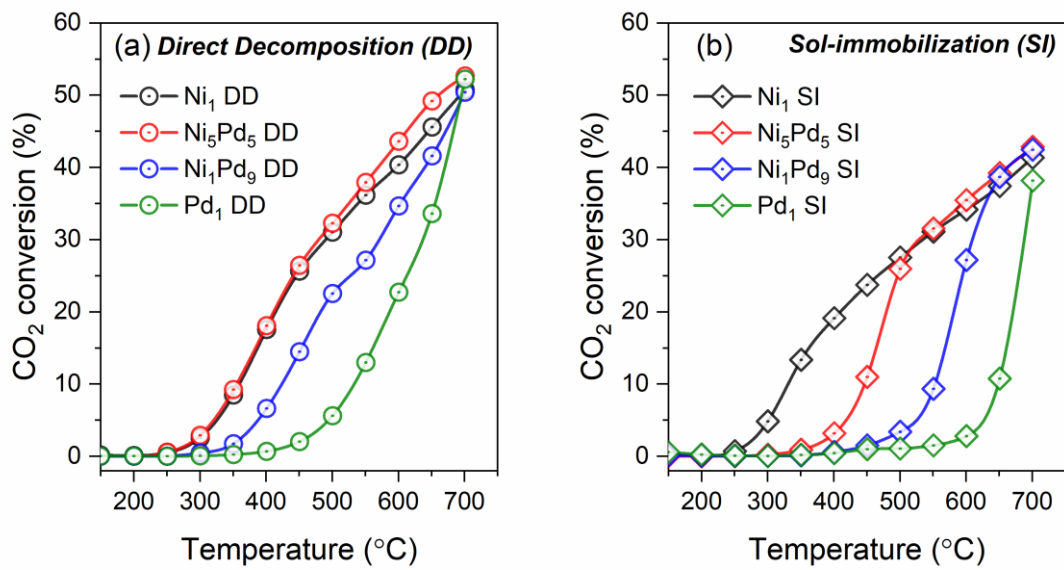 (a) Direct Decomposition (DD)
Ni₁ DD
Ni₅Pd₅ DD
Ni₁Pd₉ DD
Pd₁ DD
CO₂ conversion (%)
60
50
40
30
20
10
0
200 300 400 500 600 700
Temperature (°C)
(b) Sol-immobilization (SI)
Ni₁ SI
Ni₅Pd₅ SI
Ni₁Pd₉ SI
Pd₁ SI
CO₂ conversion (%)
60
50
40
30
20
10
0
200 300 400 500 600 700
Temperature (°C)